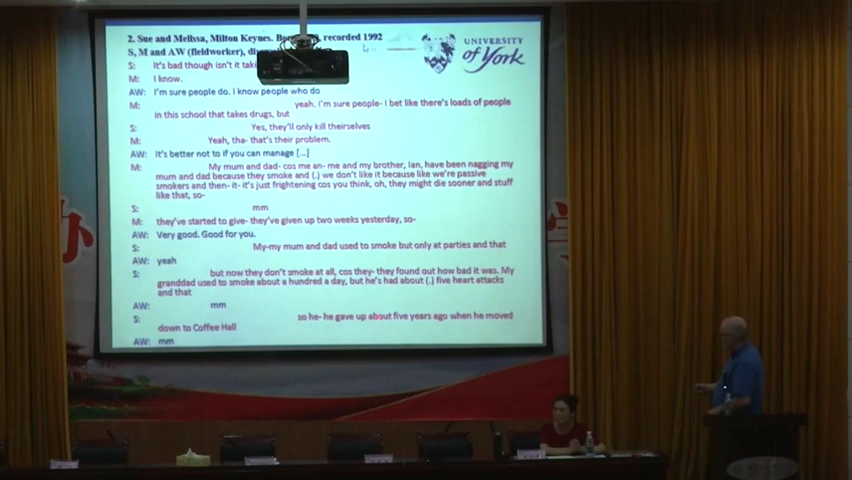 2. Sue and Melissa, Milton Keynes. recorded 1992
UNIVERSITY
of York
S, M and AW (fieldworker),
S: It's bad though isn't it
M: I know.
AW: I'm sure people do. I know people who do
M: yeah. I'm sure people- I bet like there's loads of people
in this school that takes drugs, but
S: Yes, they'll only kill theirselves
M: Yeah, tha- that's their problem.
AW: It's better not to if you can manage [...]
M: My mum and dad- cos me an- me and my brother, Ian, have been nagging my
mum and dad because they smoke and (.) we don't like it because like we're passive
smokers and then- it- it's just frightening cos you think, oh, they might die sooner and stuff
like that, so-
S: mm
M: they've started to give- they've given up two weeks yesterday, so-
AW: Very good. Good for you.
S: My-my mum and dad used to smoke but only at parties and that
AW: yeah
S: but now they don't smoke at all, cos they- they found out how bad it was. My
granddad used to smoke about a hundred a day, but he's had about (.) five heart attacks
and that
AW: mm
S: so he- he gave up about five years ago when he moved
down to Coffee Hall
AW: mm